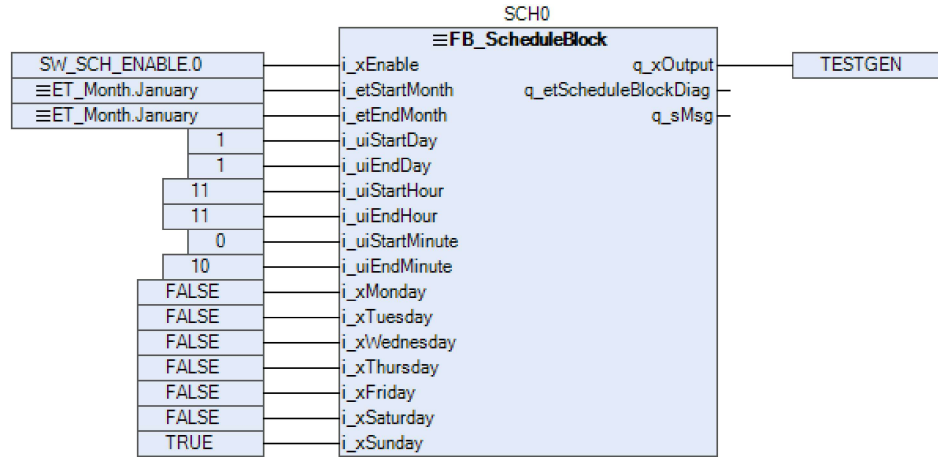 SCH0
≡FB_ScheduleBlock
SW_SCH_ENABLE.0 i_xEnable q_xOutput TESTGEN
≡ET_Month.January i_etStartMonth q_etScheduleBlockDiag
≡ET_Month.January i_etEndMonth q_sMsg
1 i_uiStartDay
1 i_uiEndDay
11 i_uiStartHour
11 i_uiEndHour
0 i_uiStartMinute
10 i_uiEndMinute
FALSE i_xMonday
FALSE i_xTuesday
FALSE i_xWednesday
FALSE i_xThursday
FALSE i_xFriday
FALSE i_xSaturday
TRUE i_xSunday